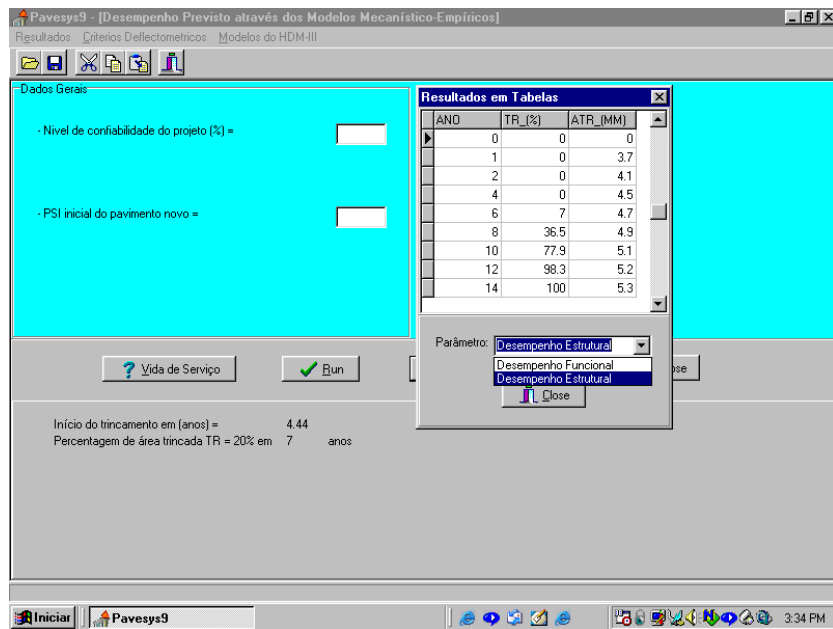 Pavesys9 - [Desempenho Previsto através dos Modelos Mecanístico-Empíricos]
Resultados Criterios Deflectometricos Modelos do HDM-III
Dados Gerais
- Nivel de confiabilidade do projeto (%) =
- PSI inicial do pavimento novo =
Resultados em Tabelas
ANO TR_(%) ATR_(MM)
0 0 0
1 0 3.7
2 0 4.1
4 0 4.5
6 7 4.7
8 36.5 4.9
10 77.9 5.1
12 98.3 5.2
14 100 5.3
Parâmetro: Desempenho Estrutural
Desempenho Funcional
Desempenho Estrutural
Close
? Vida de Serviço Run ose
Início do trincamento em (anos) = 4.44
Percentagem de área trincada TR = 20% em 7 anos
Iniciar Pavesys9 3:34 PM